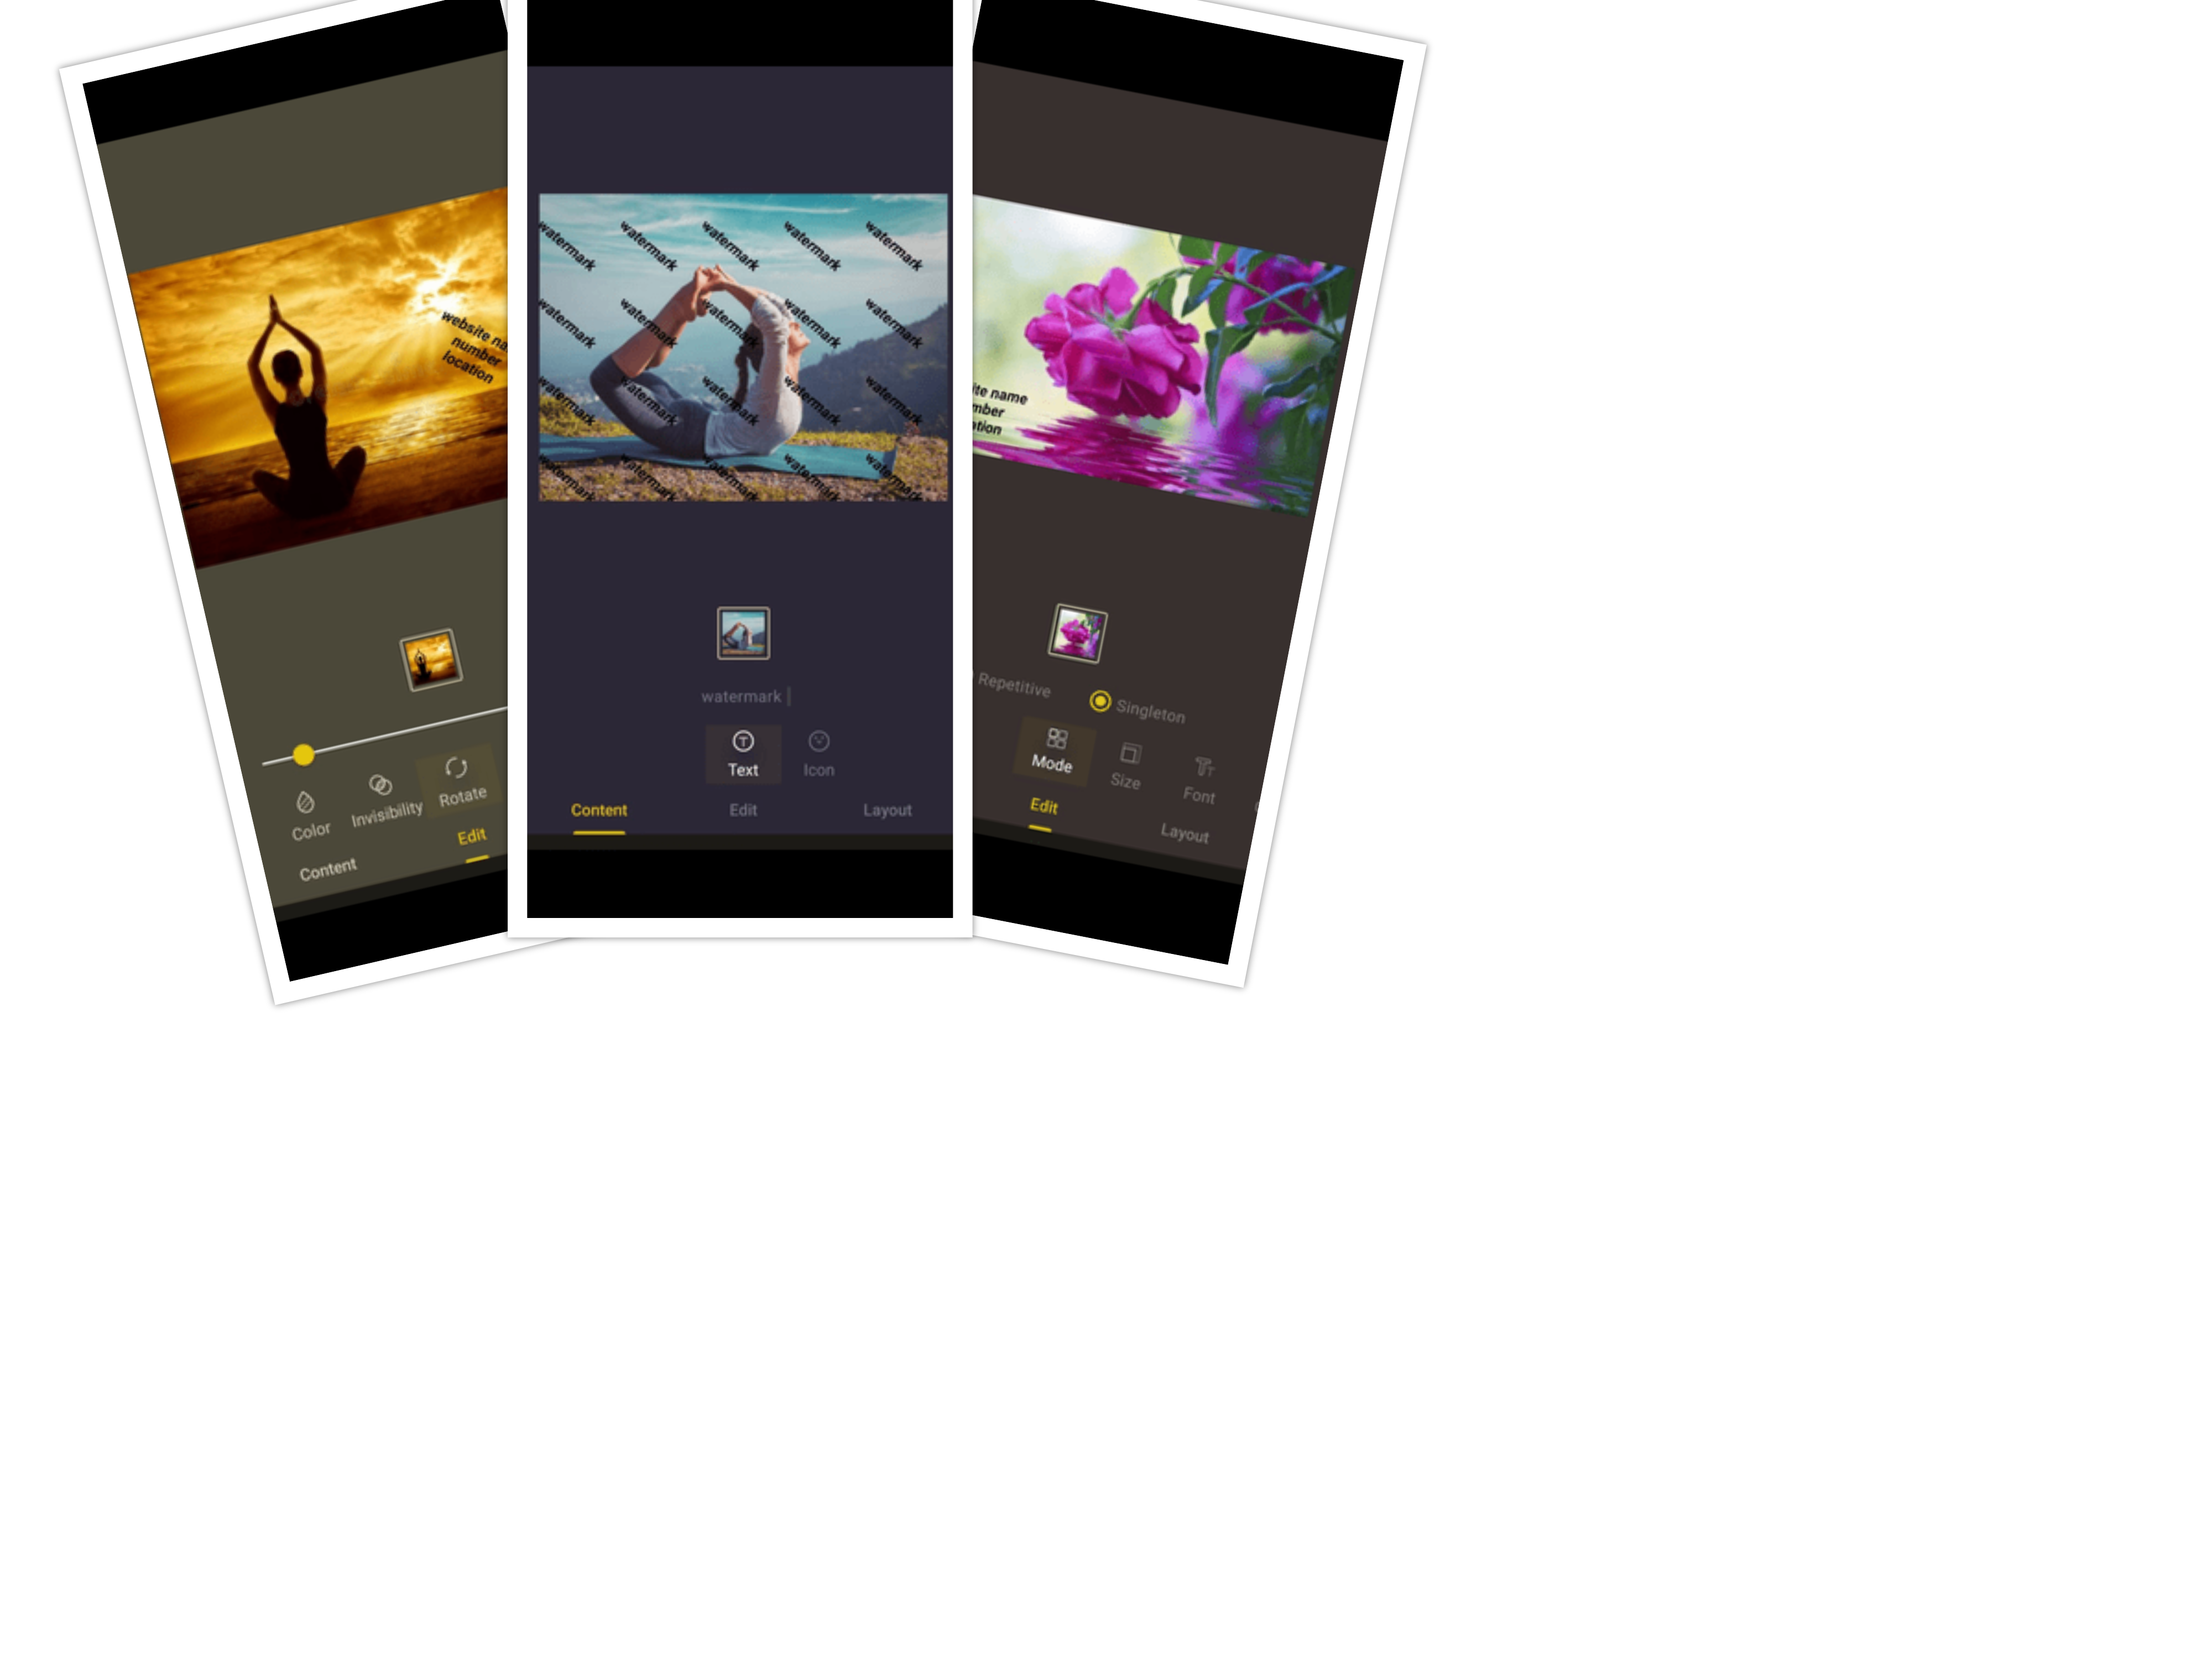 website na
number
location
Color
Invisibility
Rotate
Content
Edit
watermark watermark watermark watermark watermark
watermark watermark watermark watermark watermark
watermark watermark watermark watermark watermark
watermark watermark watermark watermark watermark
watermark
Text
Icon
Content
Edit
Layout
ite name
mber
ation
Repetitive
Singleton
Mode
Size
Font
Edit
Layout